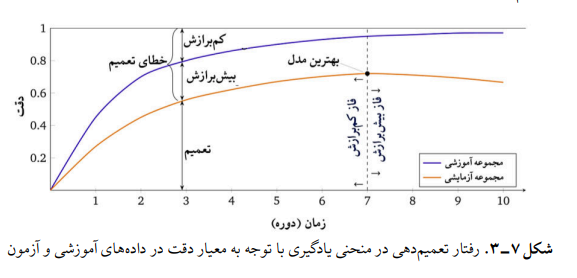 1
0.8
0.6
0.4
0.2
دقت
کم‌برازش
خطای تعمیم
بیش‌برازش
تعمیم
بهترین مدل
فاز کم‌برازش
فاز بیش‌برازش
مجموعه آموزشی
مجموعه آزمایشی
1 2 3 4 5 6 7 8 9 10
زمان (دوره)
شکل ۷ـ۳. رفتار تعمیم‌دهی در منحنی یادگیری با توجه به معیار دقت در داده‌های آموزشی و آزمون